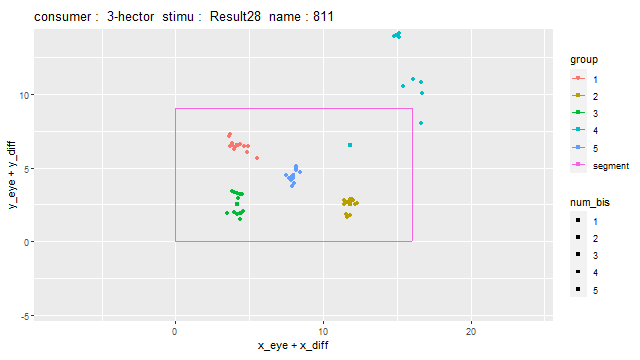 consumer :  3-hector  stimu :  Result28  name : 811
y_eye + y_diff
10
5
0
-5
0
10
20
x_eye + x_diff
group
1
2
3
4
5
segment
num_bis
1
2
3
4
5